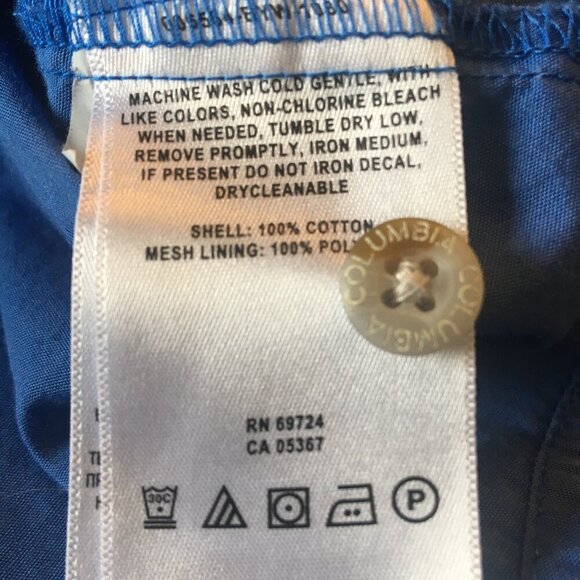 MACHINE WASH COLD GENTLE, WITH
LIKE COLORS, NON-CHLORINE BLEACH
WHEN NEEDED, TUMBLE DRY LOW,
REMOVE PROMPTLY, IRON MEDIUM,
IF PRESENT DO NOT IRON DECAL,
DRYCLEANABLE
SHELL: 100% COTTON
MESH LINING: 100% POLY
COLUMBIA COLUMBIA
RN 69724
CA 05367
30C
P